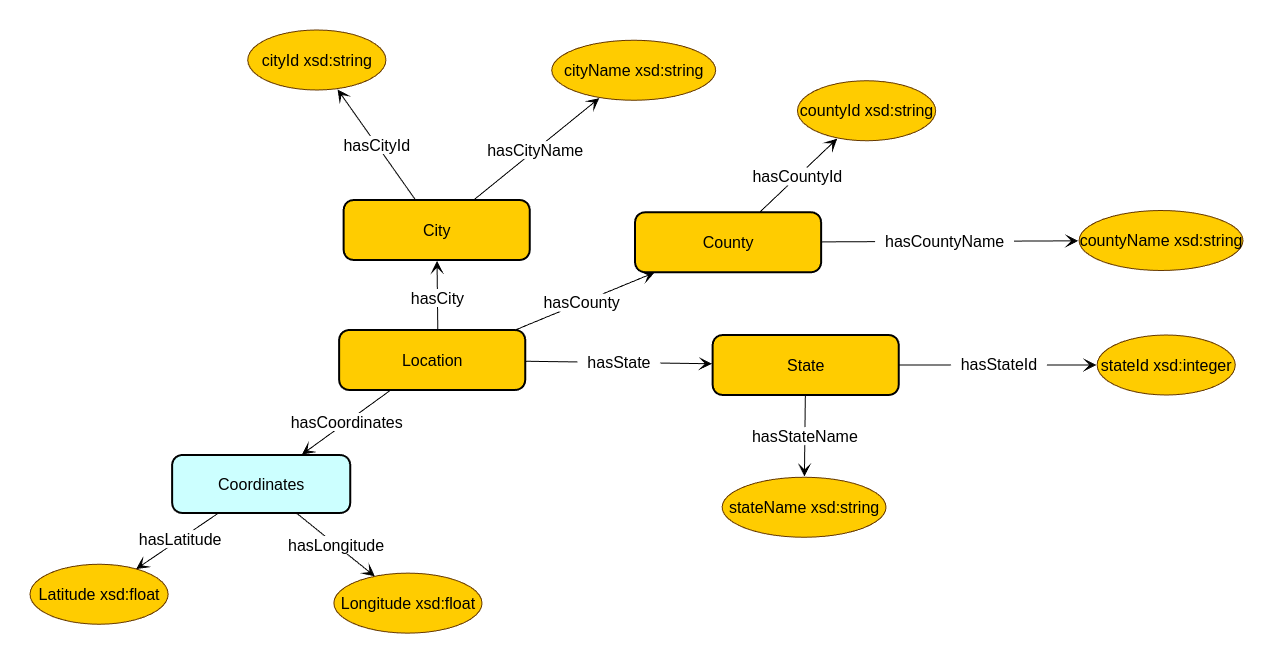 cityId xsd:string
cityName xsd:string
countyId xsd:string
hasCityId
hasCityName
hasCountyId
City
County
hasCountyName
countyName xsd:string
hasCity
hasCounty
Location
hasState
State
hasStateId
stateId xsd:integer
hasCoordinates
hasStateName
Coordinates
stateName xsd:string
hasLatitude
hasLongitude
Latitude xsd:float
Longitude xsd:float